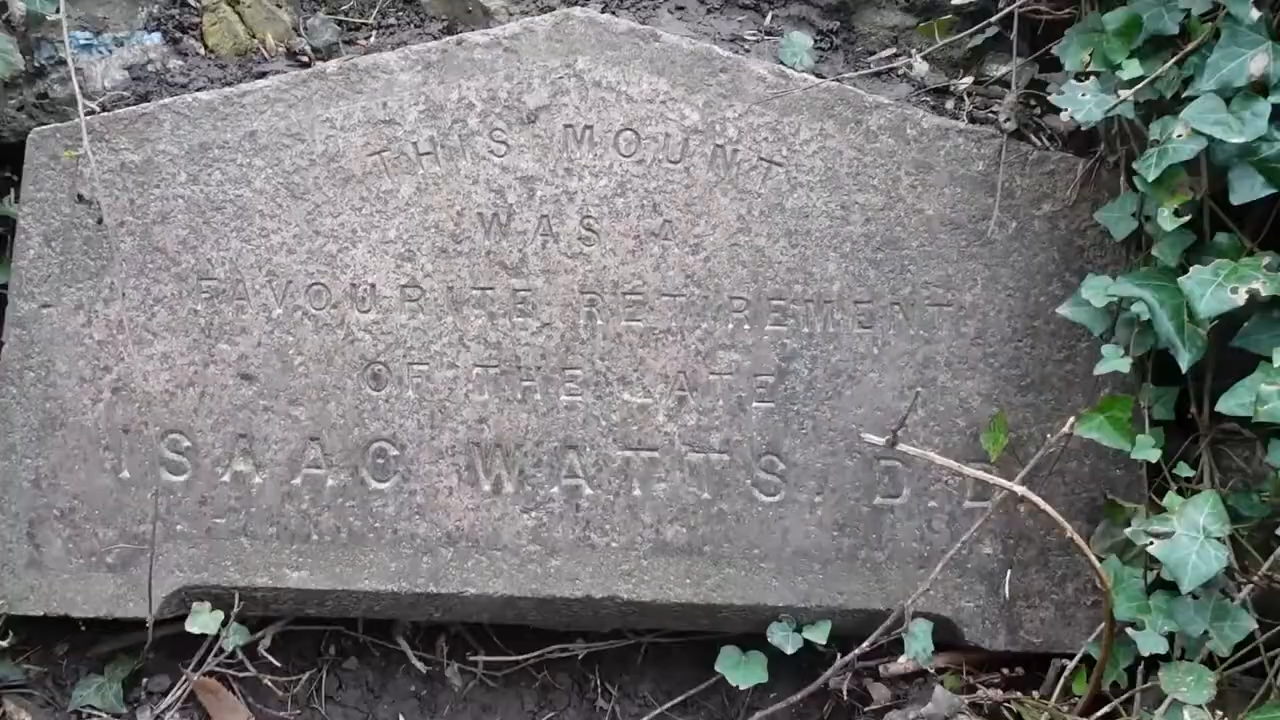 THIS MOUNT
WAS A
FAVOURITE RETIREMENT
OF THE LATE
ISAAC WATTS, D.D.